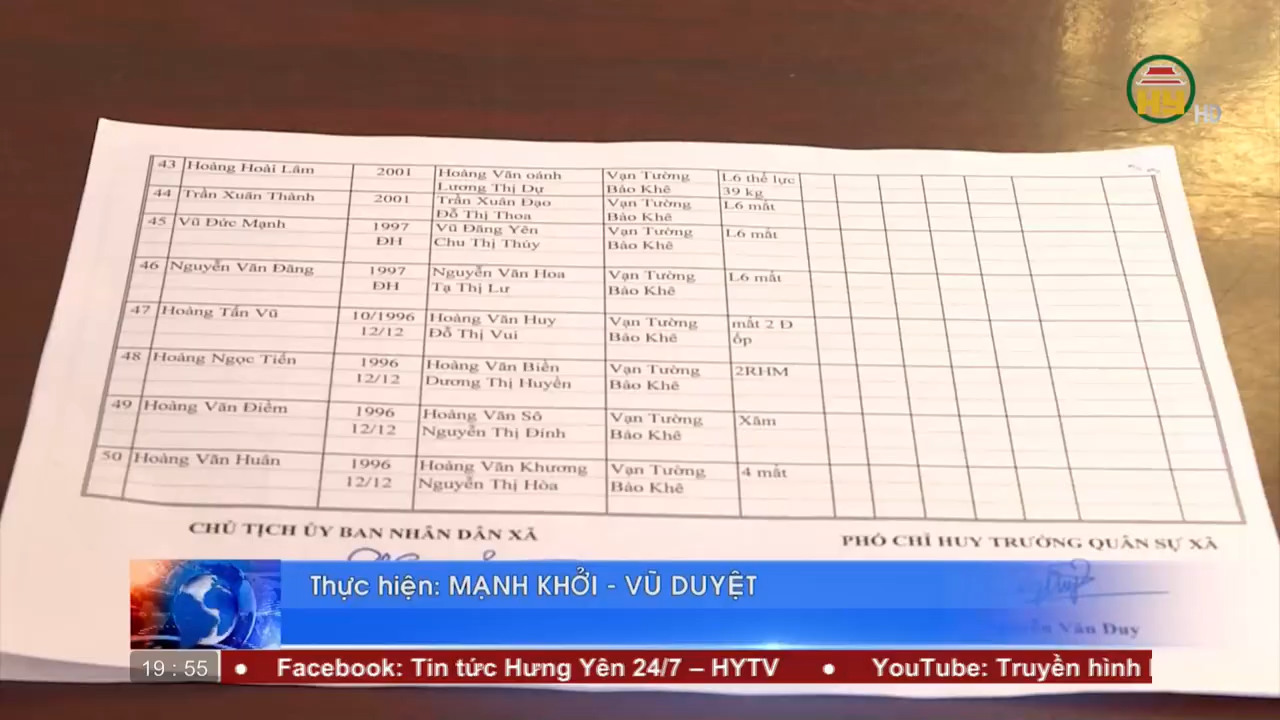 HY HD
43 Hoàng Hoài Lâm 2001 Hoàng Văn oánh Vạn Tường L6 thể lực
Lương Thị Dự Bảo Khê 39 kg
44 Trần Xuân Thành 2001 Trần Xuân Đạo Vạn Tường L6 mắt
Đỗ Thị Thoa Bảo Khê
45 Vũ Đức Mạnh 1997 Vũ Đăng Yên Vạn Tường L6 mắt
ĐH Chu Thị Thủy Bảo Khê
46 Nguyễn Văn Đăng 1997 Nguyễn Văn Hoa Vạn Tường L6 mắt
ĐH Tạ Thị Lư Bảo Khê
47 Hoàng Tấn Vũ 10/1996 Hoàng Văn Huy Vạn Tường mắt 2 Đ
12/12 Đỗ Thị Vui Bảo Khê ốp
48 Hoàng Ngọc Tiến 1996 Hoàng Văn Biển Vạn Tường 2RHM
12/12 Dương Thị Huyền Bảo Khê
49 Hoàng Văn Điềm 1996 Hoàng Văn Sô Vạn Tường Xăm
12/12 Nguyễn Thị Đính Bảo Khê
50 Hoàng Văn Huân 1996 Hoàng Văn Khương Vạn Tường 4 mắt
12/12 Nguyễn Thị Hòa Bảo Khê
CHỦ TỊCH ỦY BAN NHÂN DÂN XÃ
PHÓ CHỈ HUY TRƯỞNG QUÂN SỰ XÃ
Thực hiện: MẠNH KHỞI - VŨ DUYỆT
Văn Duy
19 : 55 • Facebook: Tin tức Hưng Yên 24/7 – HYTV • YouTube: Truyền hình